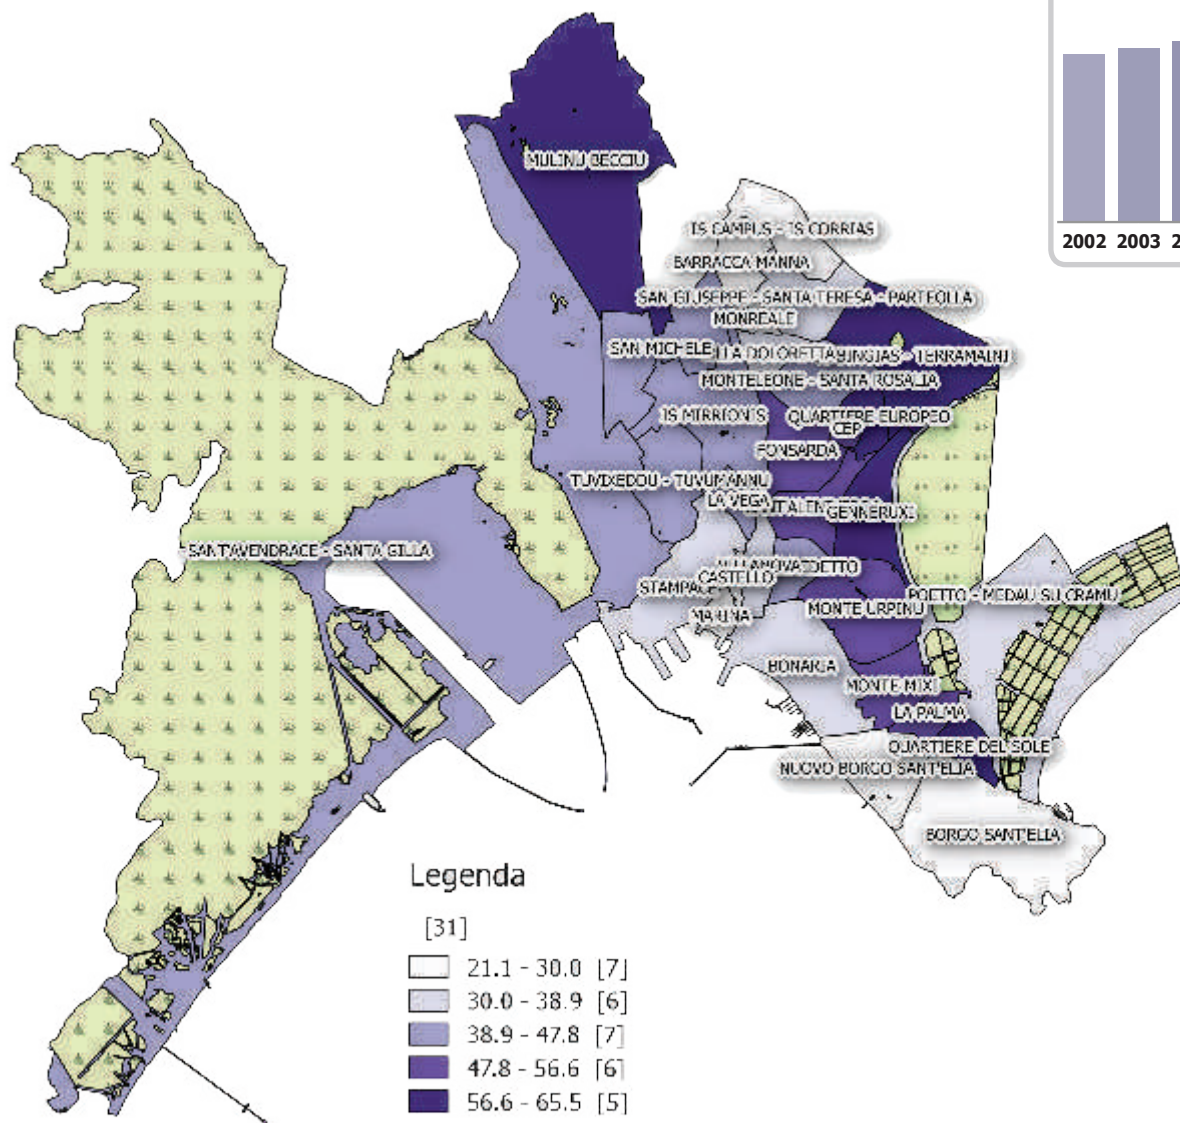 2002 2003
MULINU BECCIU
IS CAMPUS - IS CORRIAS
BARRACCA MANNA
SAN GIUSEPPE - SANTA TERESA - PARTEOLLA
MONREALE
SAN MICHELE
TERRAMAINI
MONTELEONE - SANTA ROSALIA
IS MIRRIONIS
QUARTIERE EUROPEO
CEP
FONSARDA
TUVIXEDDU - TUVUMANNU
LA VEGA
GENNERUXI
SANT'AVENDRACE - SANTA GILLA
CASTELLO
MARINA
MONTE URPINU
POETTO - MEDAU SU CRAMU
BONARIA
MONTE MIXI
LA PALMA
QUARTIERE DEL SOLE
NUOVO BORGO SANT'ELIA
BORGO SANT'ELIA
Legenda
[31]
21.1 - 30.0 [7]
30.0 - 38.9 [6]
38.9 - 47.8 [7]
47.8 - 56.6 [6]
56.6 - 65.5 [5]